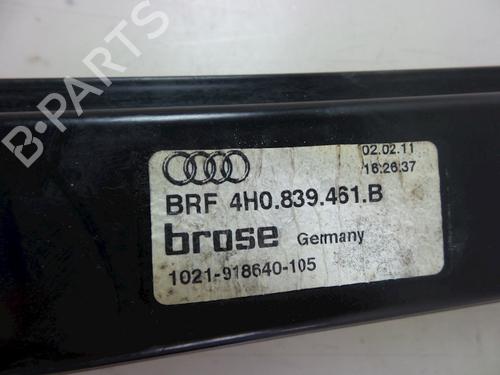 B-PARTS
02.02.11
16:26:37
BRF 4H0.839.461.B
brose Germany
1021-918640-105